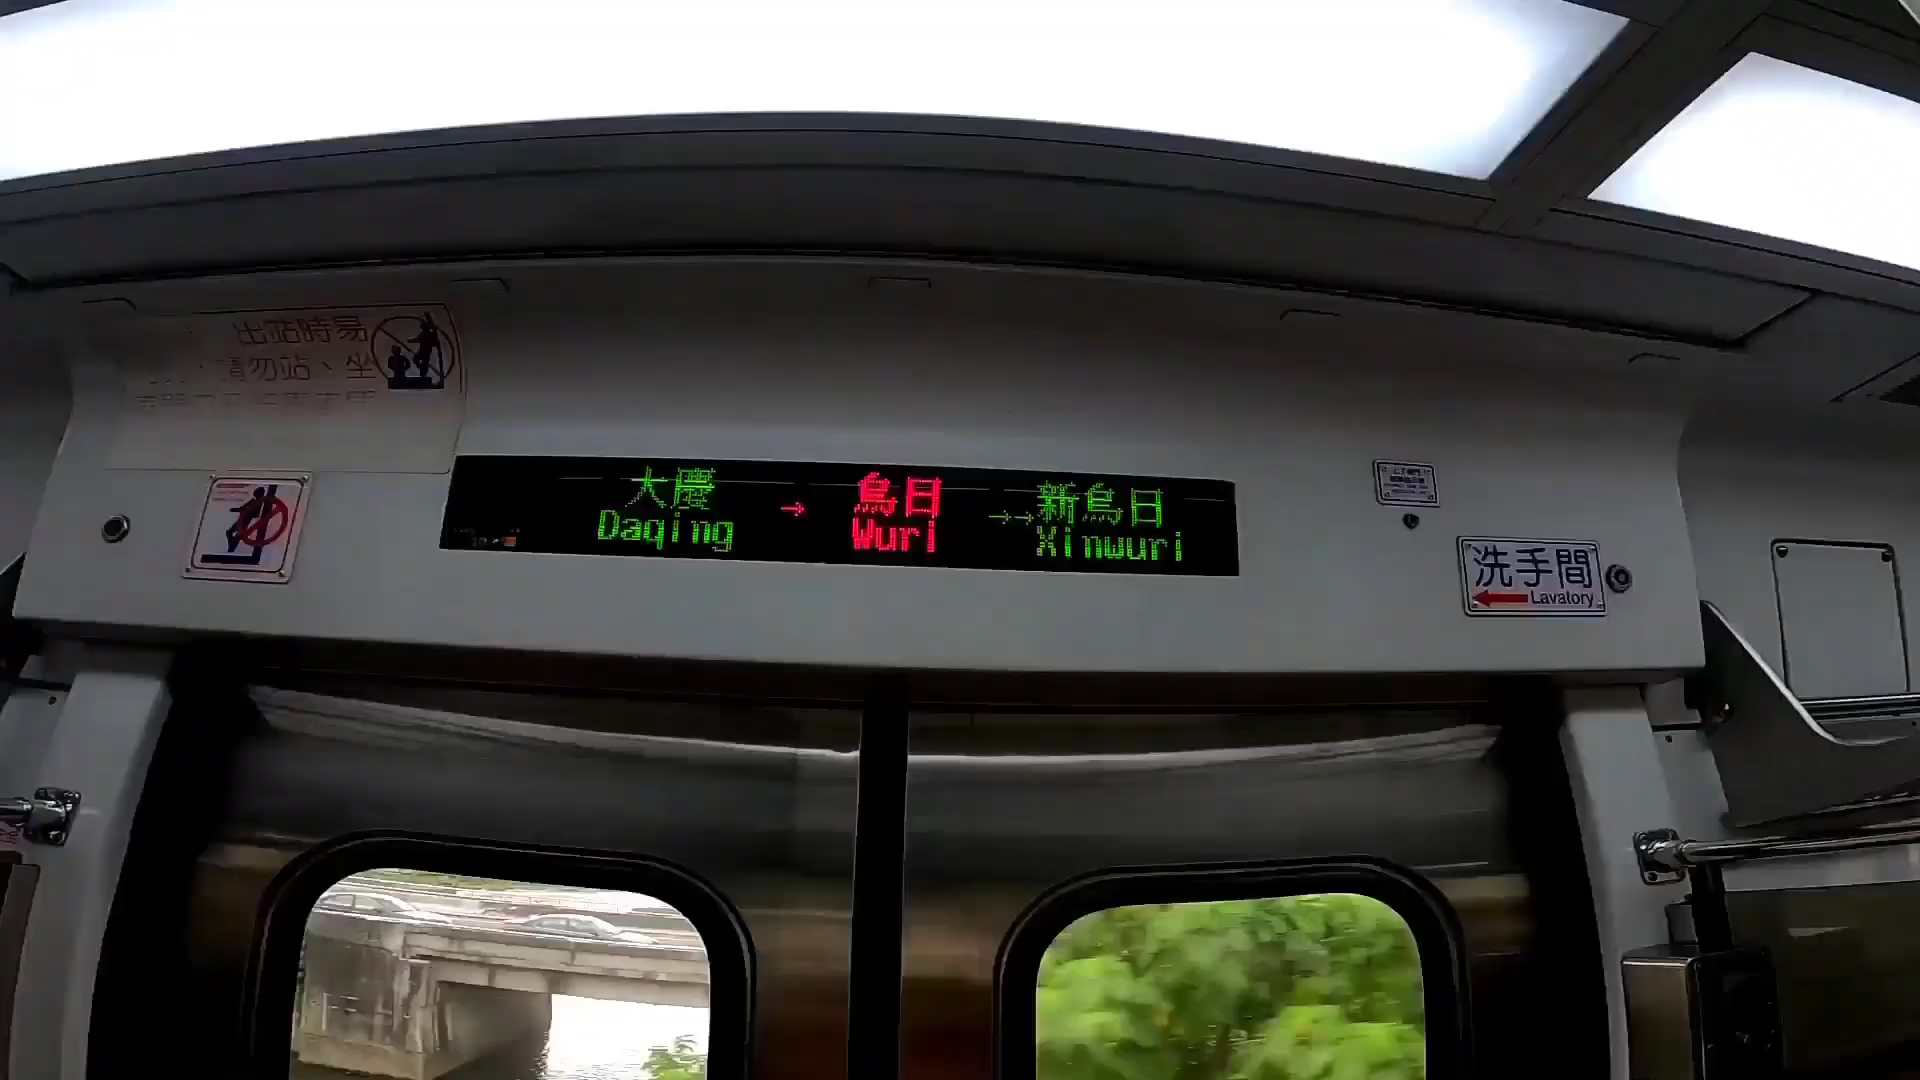 出站時易
請勿站、坐
大慶 → 烏日 →→ 新烏日
Daqing Wuri Xinwuri
洗手間
← Lavatory